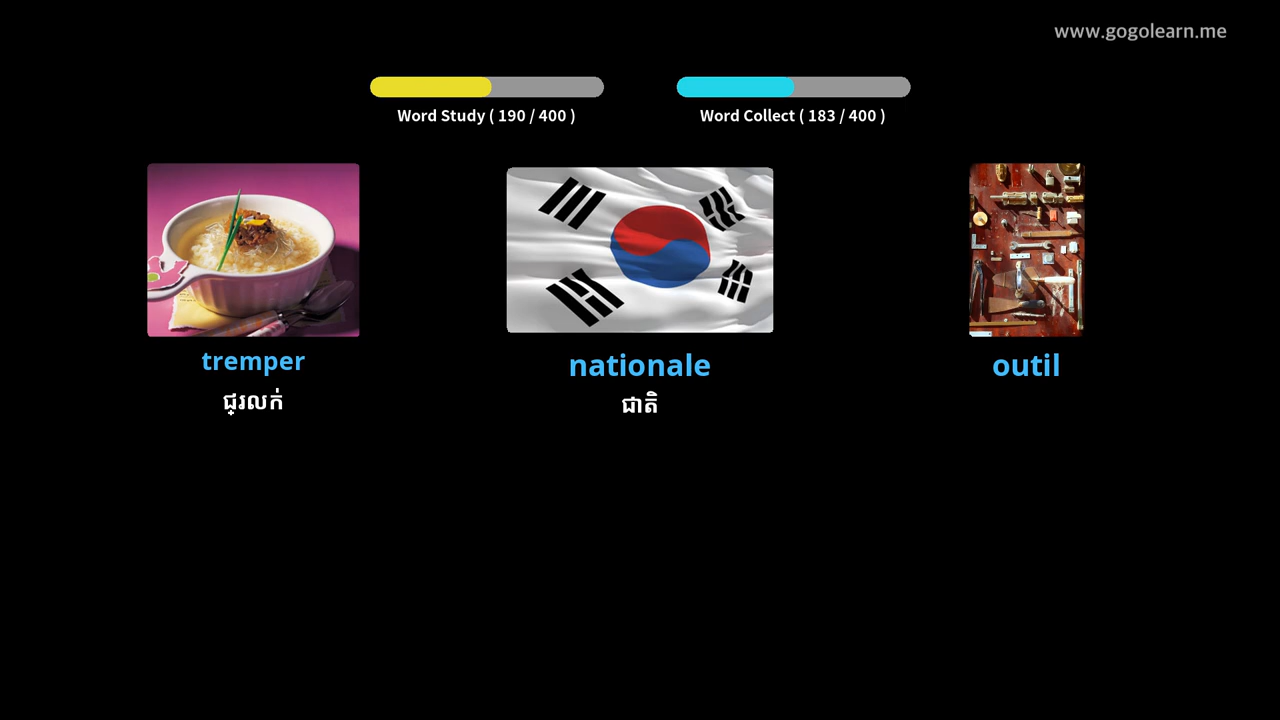 www.gogolearn.me
Word Study ( 190 / 400 )
Word Collect ( 183 / 400 )
tremper
ជ្រលក់
nationale
ជាតិ
outil